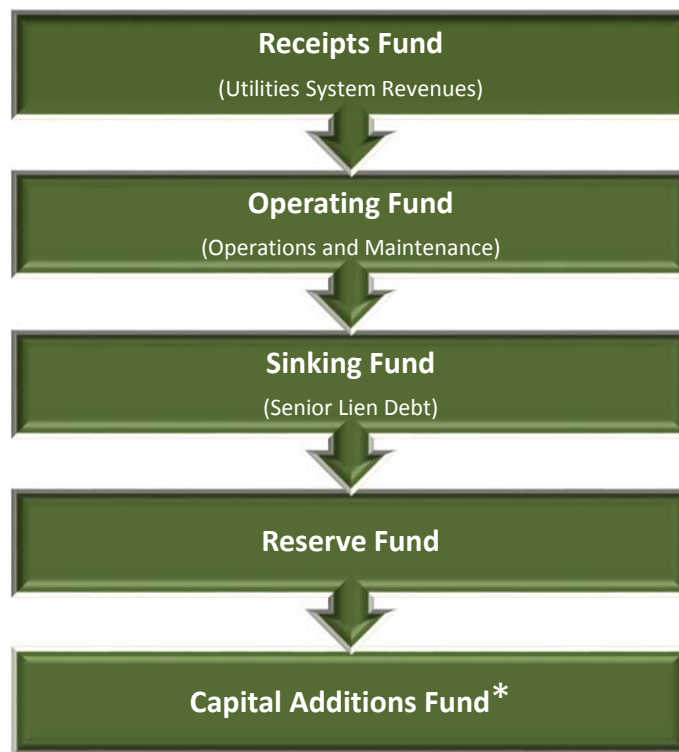 Receipts Fund
(Utilities System Revenues)
Operating Fund
(Operations and Maintenance)
Sinking Fund
(Senior Lien Debt)
Reserve Fund
Capital Additions Fund*